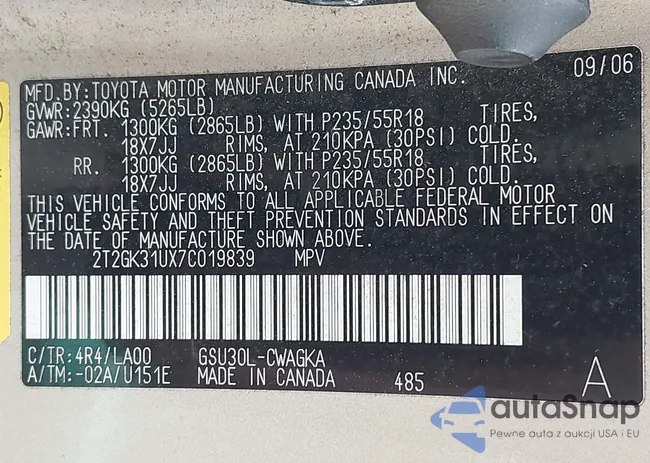 MFD.BY:TOYOTA MOTOR MANUFACTURING CANADA INC. 09/06
GVWR:2390KG (5265LB)
GAWR:FRT. 1300KG (2865LB) WITH P235/55R18 TIRES,
18X7JJ RIMS, AT 210KPA (30PSI) COLD.
RR. 1300KG (2865LB) WITH P235/55R18 TIRES,
18X7JJ RIMS, AT 210KPA (30PSI) COLD.
THIS VEHICLE CONFORMS TO ALL APPLICABLE FEDERAL MOTOR
VEHICLE SAFETY AND THEFT PREVENTION STANDARDS IN EFFECT ON
THE DATE OF MANUFACTURE SHOWN ABOVE.
2T2GK31UX7C019839 MPV
C/TR:4R4/LA00 GSU30L-CWAGKA
A/TM:-02A/U151E MADE IN CANADA 485 A
autaSnap
Pewne auta z aukcji USA i EU